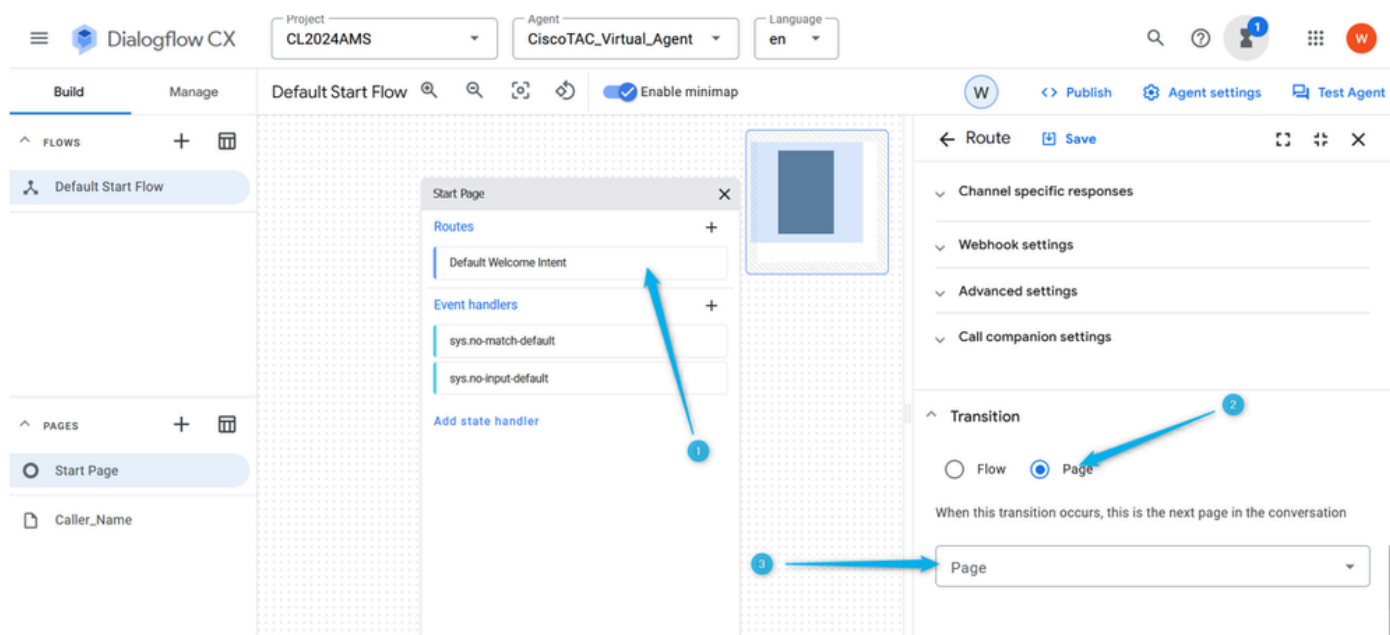 Dialogflow CX
Project
CL2024AMS
Agent
CiscoTAC_Virtual_Agent
Language
en
1
W
Build
Manage
Default Start Flow
Enable minimap
W
Publish
Agent settings
Test Agent
FLOWS
Default Start Flow
PAGES
Start Page
Caller_Name
Start Page
Routes
Default Welcome Intent
Event handlers
sys.no-match-default
sys.no-input-default
Add state handler
1
Route
Save
Channel specific responses
Webhook settings
Advanced settings
Call companion settings
Transition
2
Flow
Page
When this transition occurs, this is the next page in the conversation
3
Page